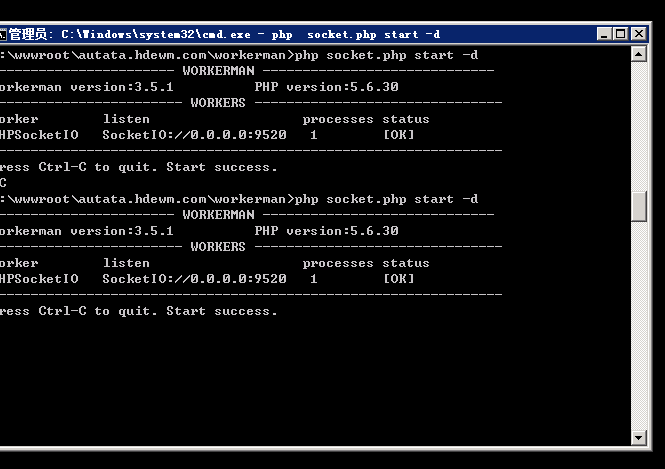 管理员: C:\Windows\system32\cmd.exe - php  socket.php start -d
:\wwwroot\autata.hdewm.com\workerman>php socket.php start -d
----------------------- WORKERMAN -----------------------------
orkerman version:3.5.1          PHP version:5.6.30
------------------------ WORKERS -------------------------------
orker        listen                   processes status
HPSocketIO   SocketIO://0.0.0.0:9520   1        [OK]
----------------------------------------------------------------
ress Ctrl-C to quit. Start success.
C
:\wwwroot\autata.hdewm.com\workerman>php socket.php start -d
----------------------- WORKERMAN -----------------------------
orkerman version:3.5.1          PHP version:5.6.30
------------------------ WORKERS -------------------------------
orker        listen                   processes status
HPSocketIO   SocketIO://0.0.0.0:9520   1        [OK]
----------------------------------------------------------------
ress Ctrl-C to quit. Start success.